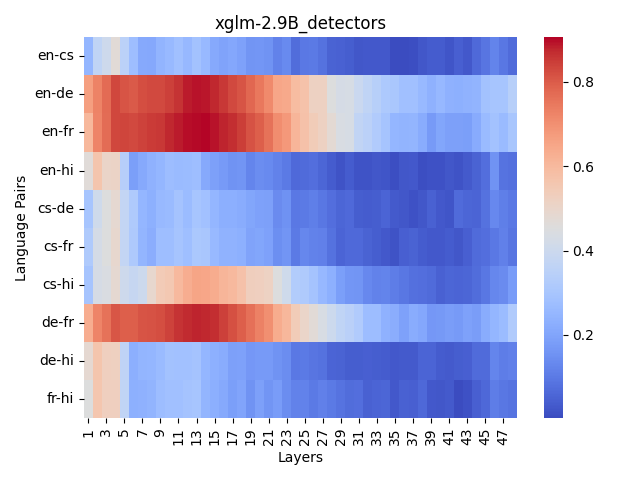 xglm-2.9B_detectors
en-cs
en-de
en-fr
en-hi
cs-de
cs-fr
cs-hi
de-fr
de-hi
fr-hi
Language Pairs
1 3 5 7 9 11 13 15 17 19 21 23 25 27 29 31 33 35 37 39 41 43 45 47
Layers
0.8
0.6
0.4
0.2